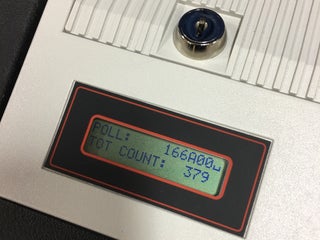 POLL: 166A00
TOT COUNT: 379